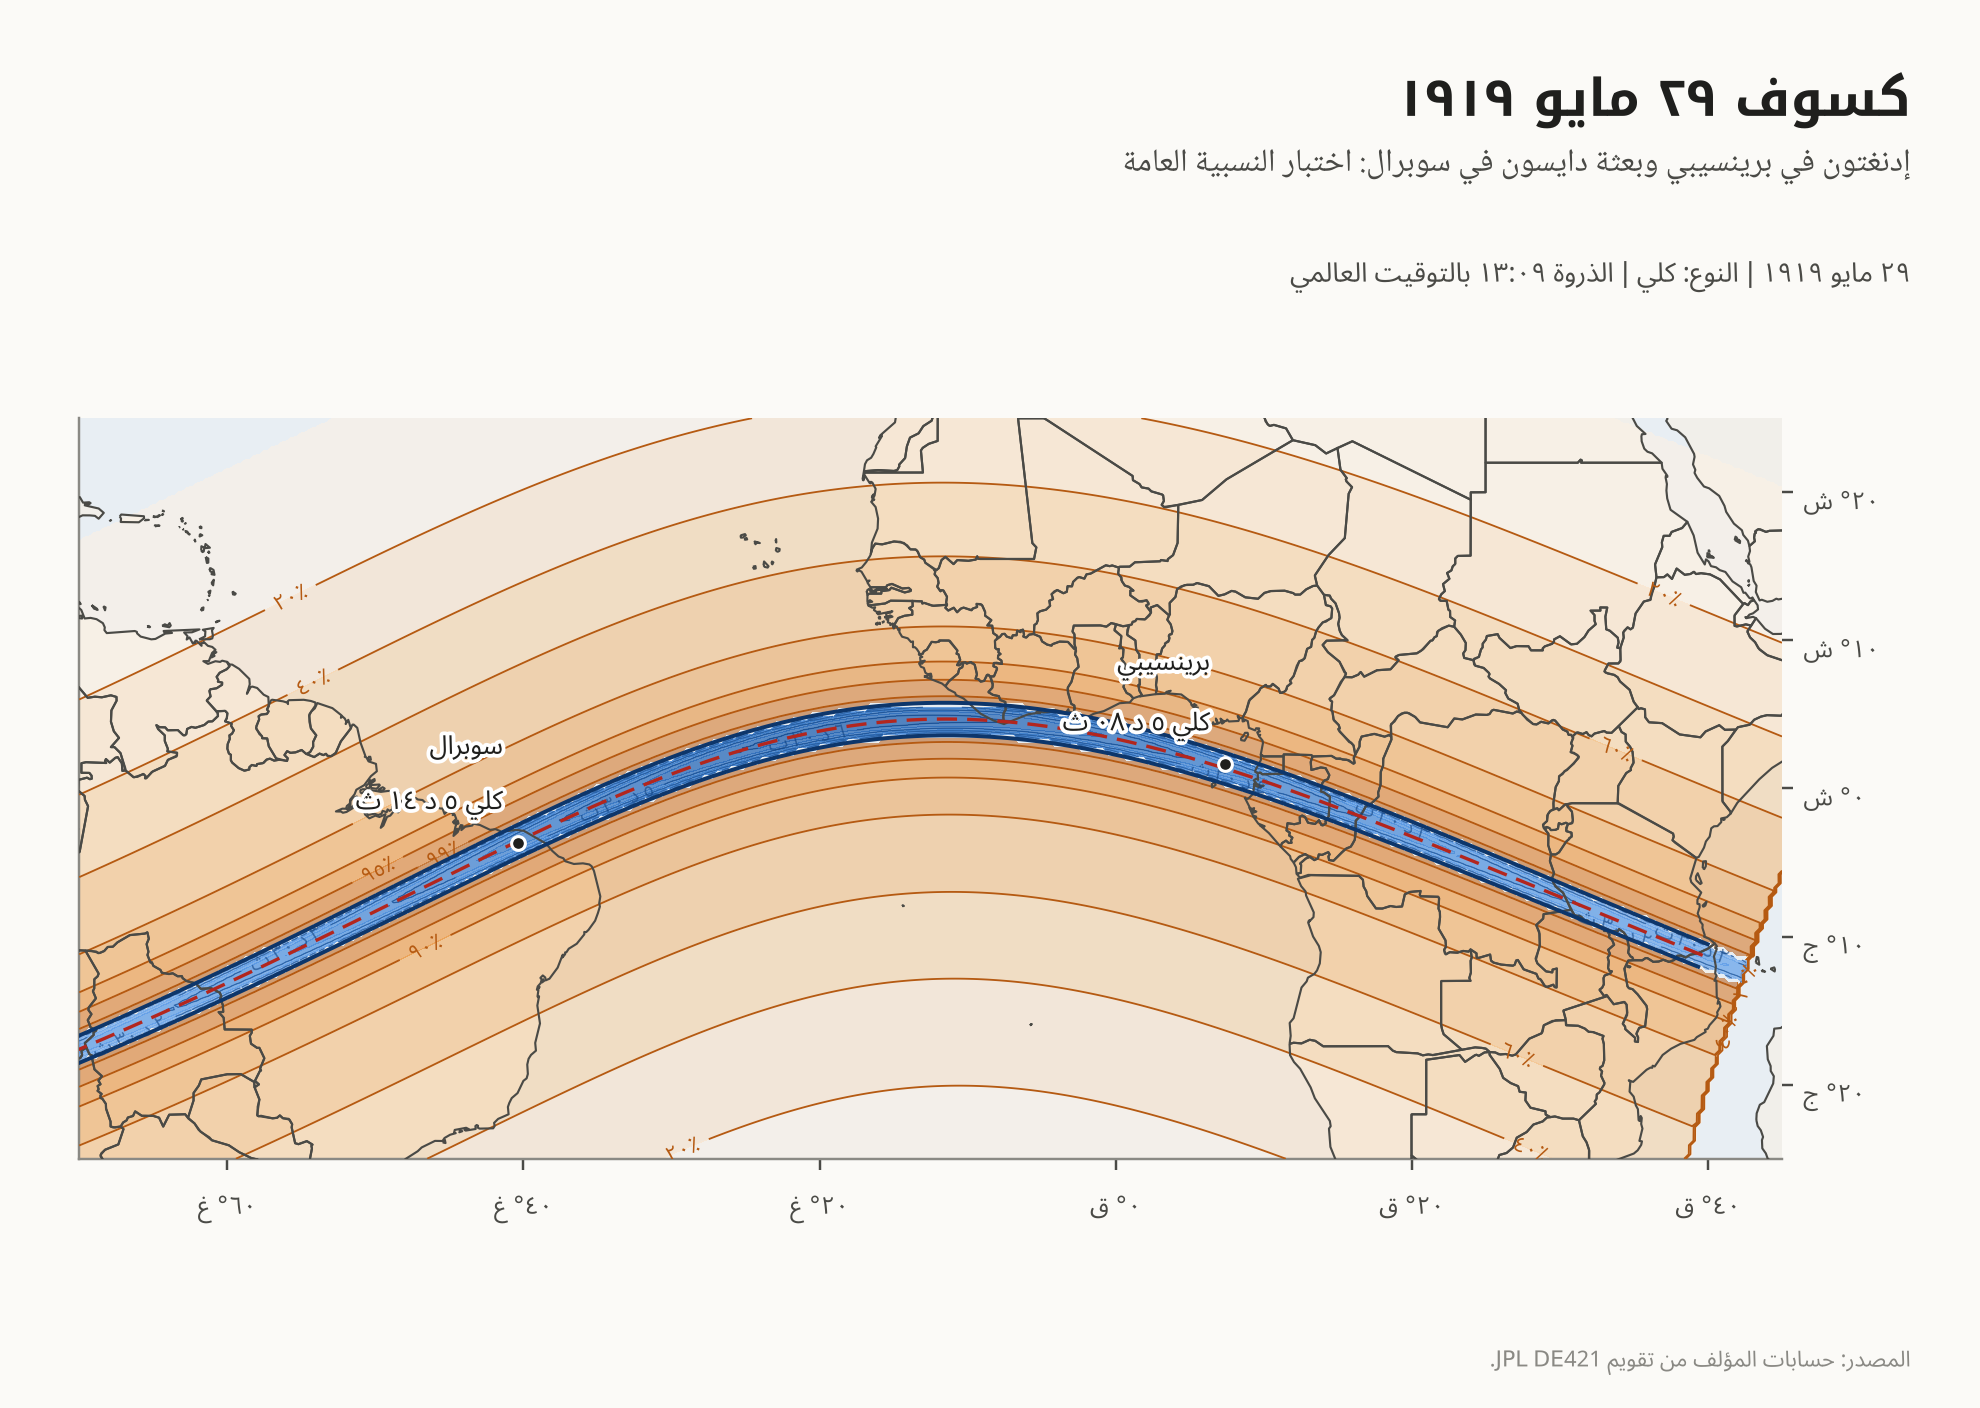 كسوف ٢٩ مايو ١٩١٩
إدنغتون في برينسيبي وبعثة دايسون في سوبرال: اختبار النسبية العامة
٢٩ مايو ١٩١٩ | النوع: كلي | الذروة ١٣:٠٩ بالتوقيت العالمي
٢٠° ش
١٠° ش
٠° ش
١٠° ج
٢٠° ج
٢٠٪
٤٠٪
٩٥٪
٩٩٪
٩٠٪
٢٠٪
٦٠٪
٦٠٪
٤٠٪
برينسيبي
كلي ٥ د ٠٨ ث
سوبرال
كلي ٥ د ١٤ ث
٦٠° غ
٤٠° غ
٢٠° غ
٠° ق
٢٠° ق
٤٠° ق
المصدر: حسابات المؤلف من تقويم JPL DE421.